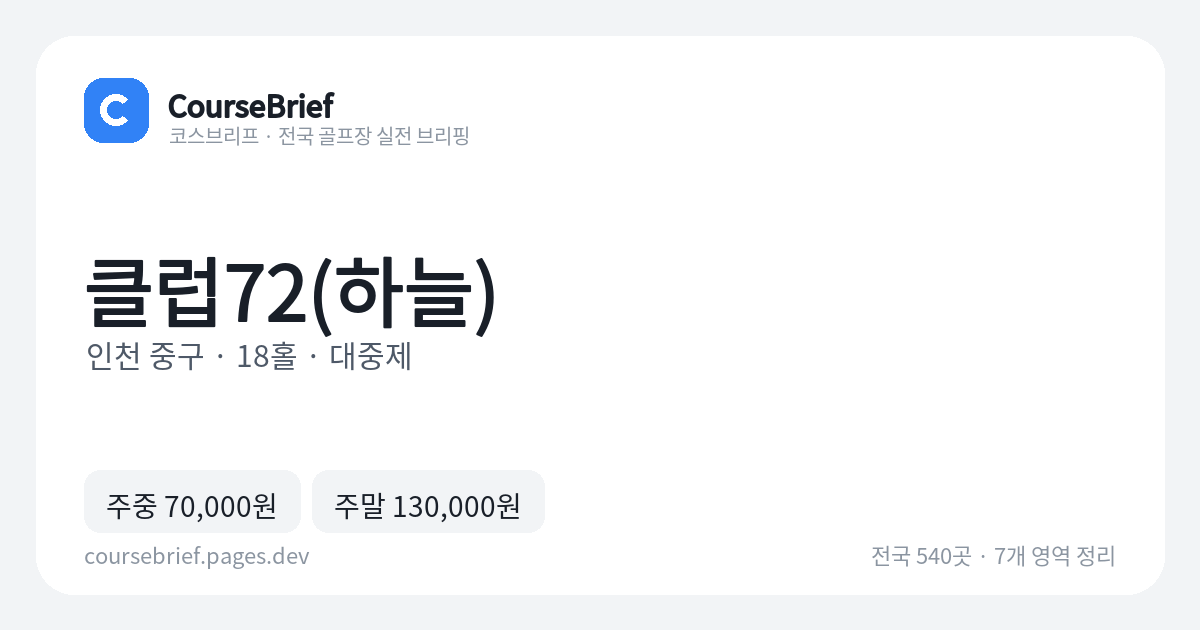 C
CourseBrief
코스브리프 · 전국 골프장 실전 브리핑
클럽72(하늘)
인천 중구 · 18홀 · 대중제
주중 70,000원 주말 130,000원
coursebrief.pages.dev 전국 540곳 · 7개 영역 정리